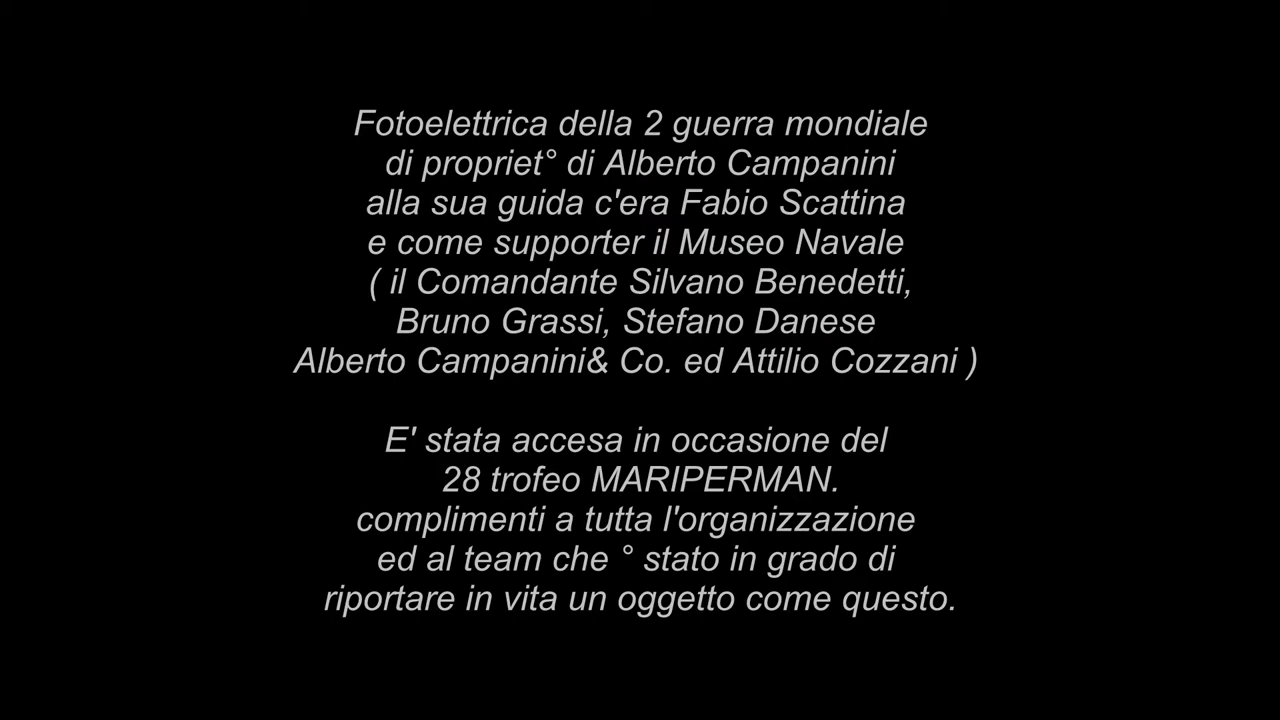 Fotoelettrica della 2 guerra mondiale
di propriet° di Alberto Campanini
alla sua guida c'era Fabio Scattina
e come supporter il Museo Navale
( il Comandante Silvano Benedetti,
Bruno Grassi, Stefano Danese
Alberto Campanini& Co. ed Attilio Cozzani )
E' stata accesa in occasione del
28 trofeo MARIPERMAN.
complimenti a tutta l'organizzazione
ed al team che ° stato in grado di
riportare in vita un oggetto come questo.